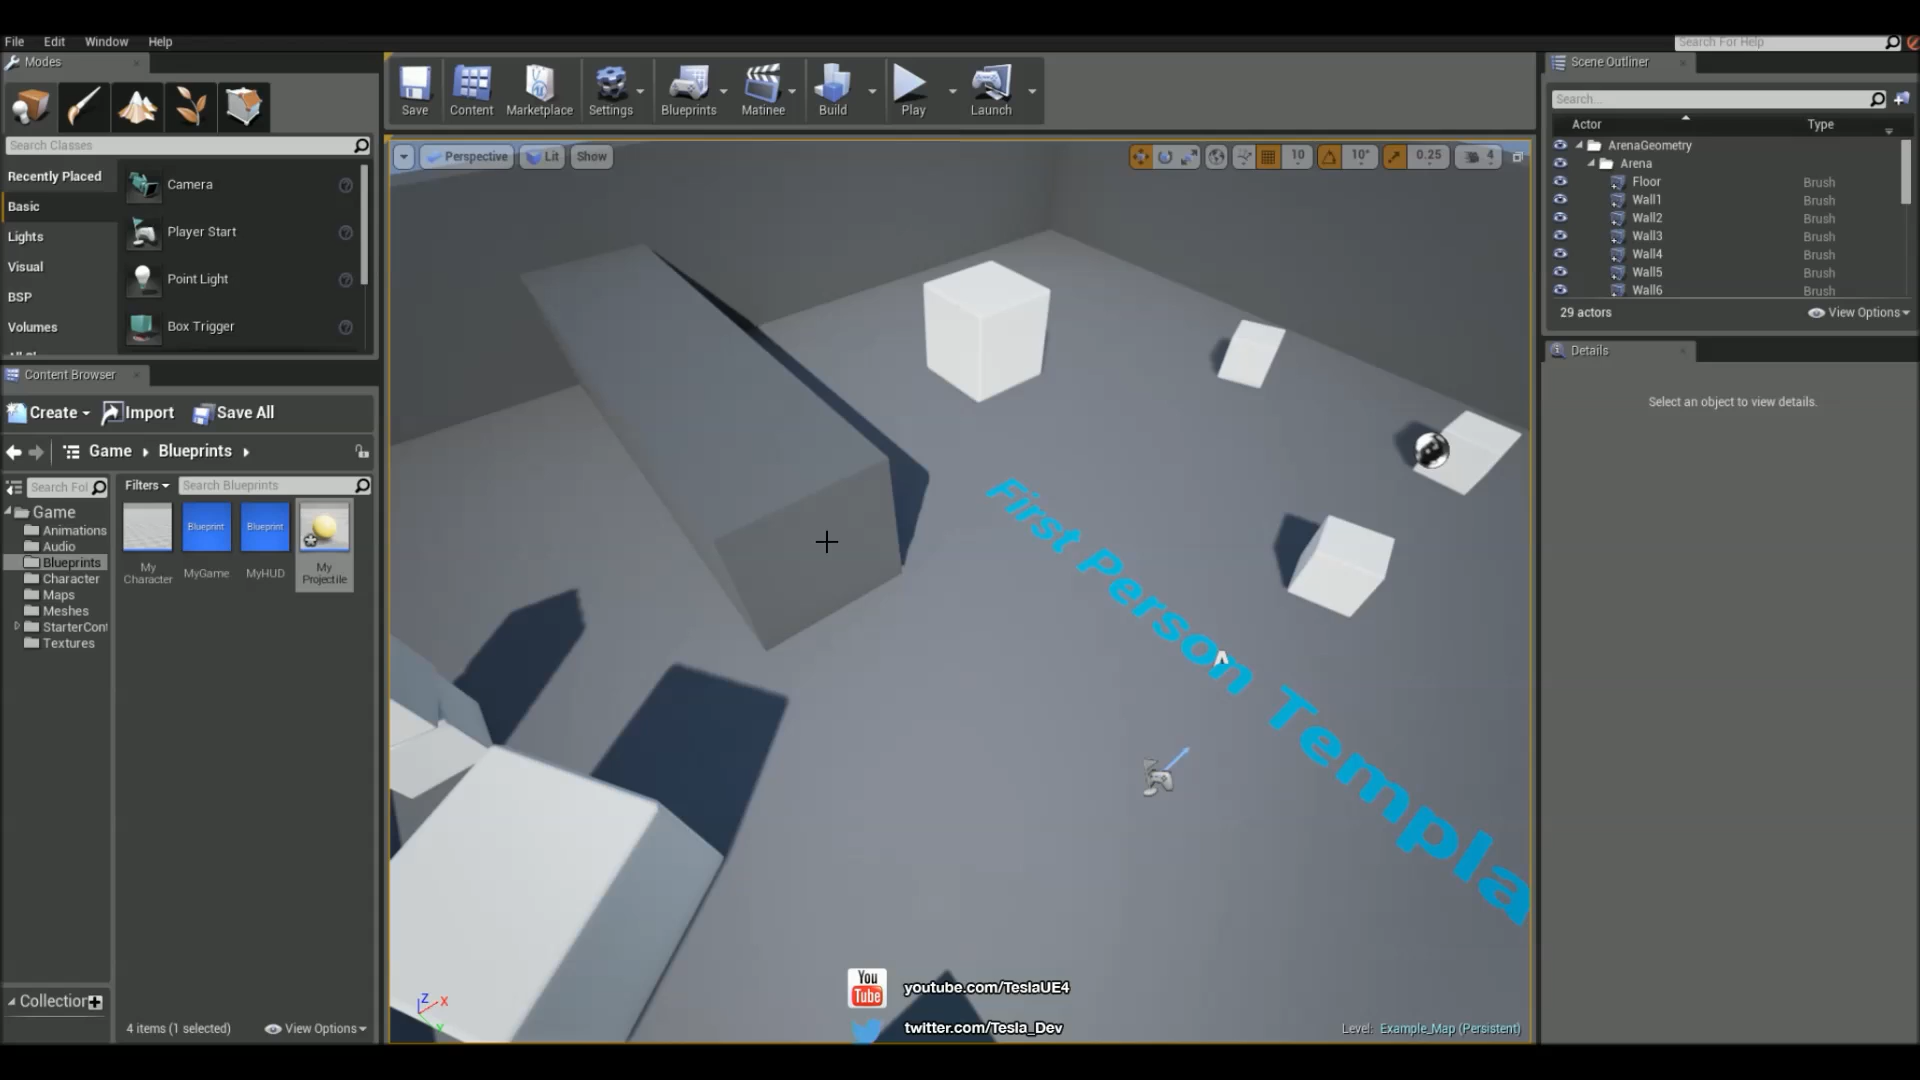 File Edit Window Help
Search For Help
Modes
Search Classes
Recently Placed
Basic
Lights
Visual
BSP
Volumes
Camera
Player Start
Point Light
Box Trigger
Content Browser
Create Import Save All
Game Blueprints
Search Fol
Filters Search Blueprints
Game
Animations
Audio
Blueprints
Character
Maps
Meshes
StarterCont
Textures
Blueprint
Blueprint
My Character
MyGame
MyHUD
My Projectile
Collection
4 items (1 selected) View Options
Save Content Marketplace Settings Blueprints Matinee Build Play Launch
Perspective Lit Show
10 10° 0.25 4
First Person Templa
You Tube
youtube.com/TeslaUE4
twitter.com/Tesla_Dev
Level: Example_Map (Persistent)
Z X
Y
Scene Outliner
Search...
Actor Type
ArenaGeometry
Arena
Floor Brush
Wall1 Brush
Wall2 Brush
Wall3 Brush
Wall4 Brush
Wall5 Brush
Wall6 Brush
29 actors View Options
Details
Select an object to view details.